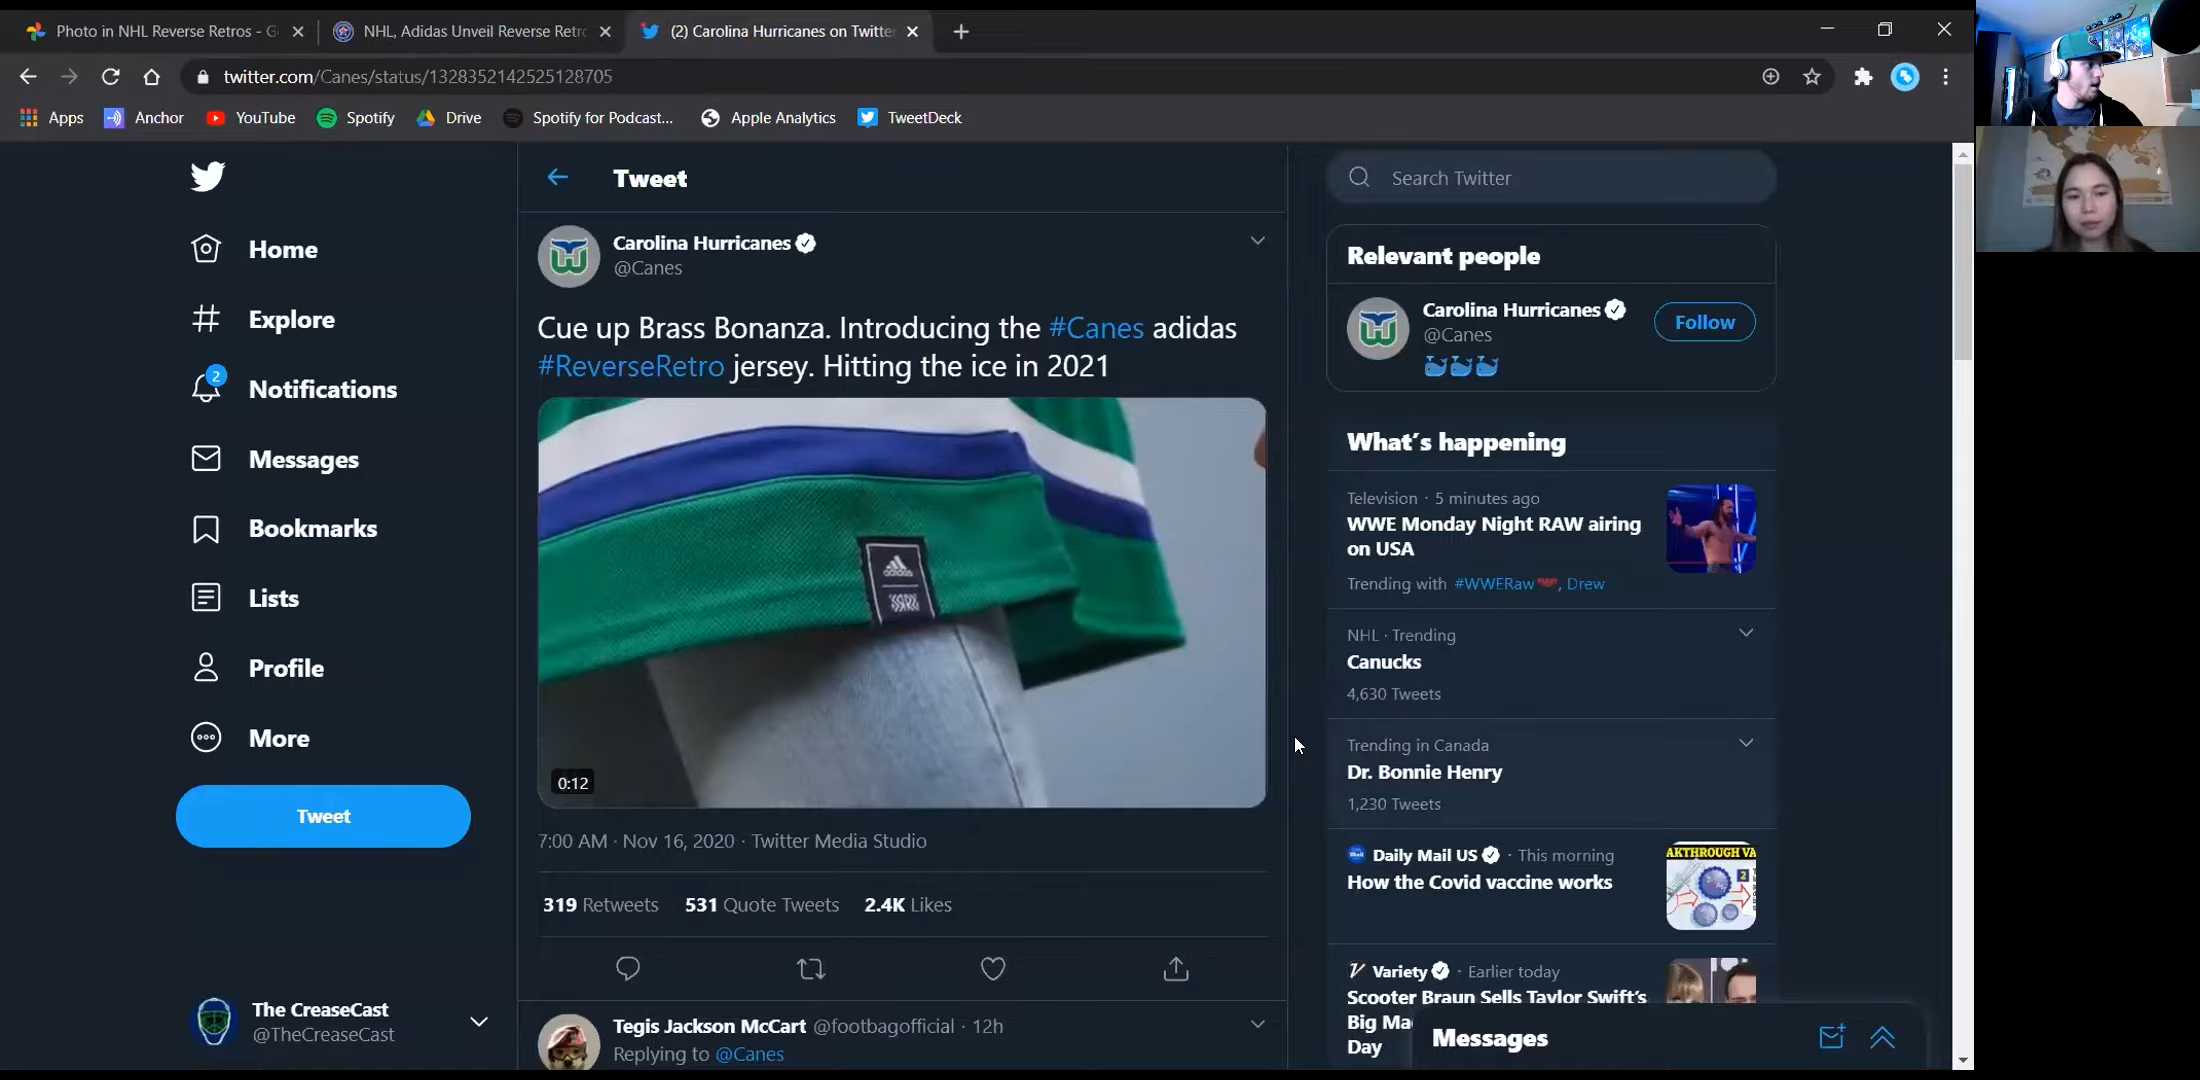 Photo in NHL Reverse Retros - G
NHL, Adidas Unveil Reverse Retr
(2) Carolina Hurricanes on Twitte
twitter.com/Canes/status/1328352142525128705
Apps
Anchor
YouTube
Spotify
Drive
Spotify for Podcast...
Apple Analytics
TweetDeck
Home
Explore
2
Notifications
Messages
Bookmarks
Lists
Profile
More
Tweet
The CreaseCast
@TheCreaseCast
Tweet
Carolina Hurricanes
@Canes
Cue up Brass Bonanza. Introducing the #Canes adidas
#ReverseRetro jersey. Hitting the ice in 2021
adidas
0:12
7:00 AM · Nov 16, 2020 · Twitter Media Studio
319 Retweets 531 Quote Tweets 2.4K Likes
Tegis Jackson McCart @footbagofficial · 12h
Replying to @Canes
Search Twitter
Relevant people
Carolina Hurricanes
@Canes
Follow
What's happening
Television · 5 minutes ago
WWE Monday Night RAW airing
on USA
Trending with #WWERaw, Drew
NHL · Trending
Canucks
4,630 Tweets
Trending in Canada
Dr. Bonnie Henry
1,230 Tweets
Daily Mail US · This morning
How the Covid vaccine works
AKTHROUGH VA
2
Variety · Earlier today
Scooter Braun Sells Taylor Swift's
Big Ma
Day
Messages